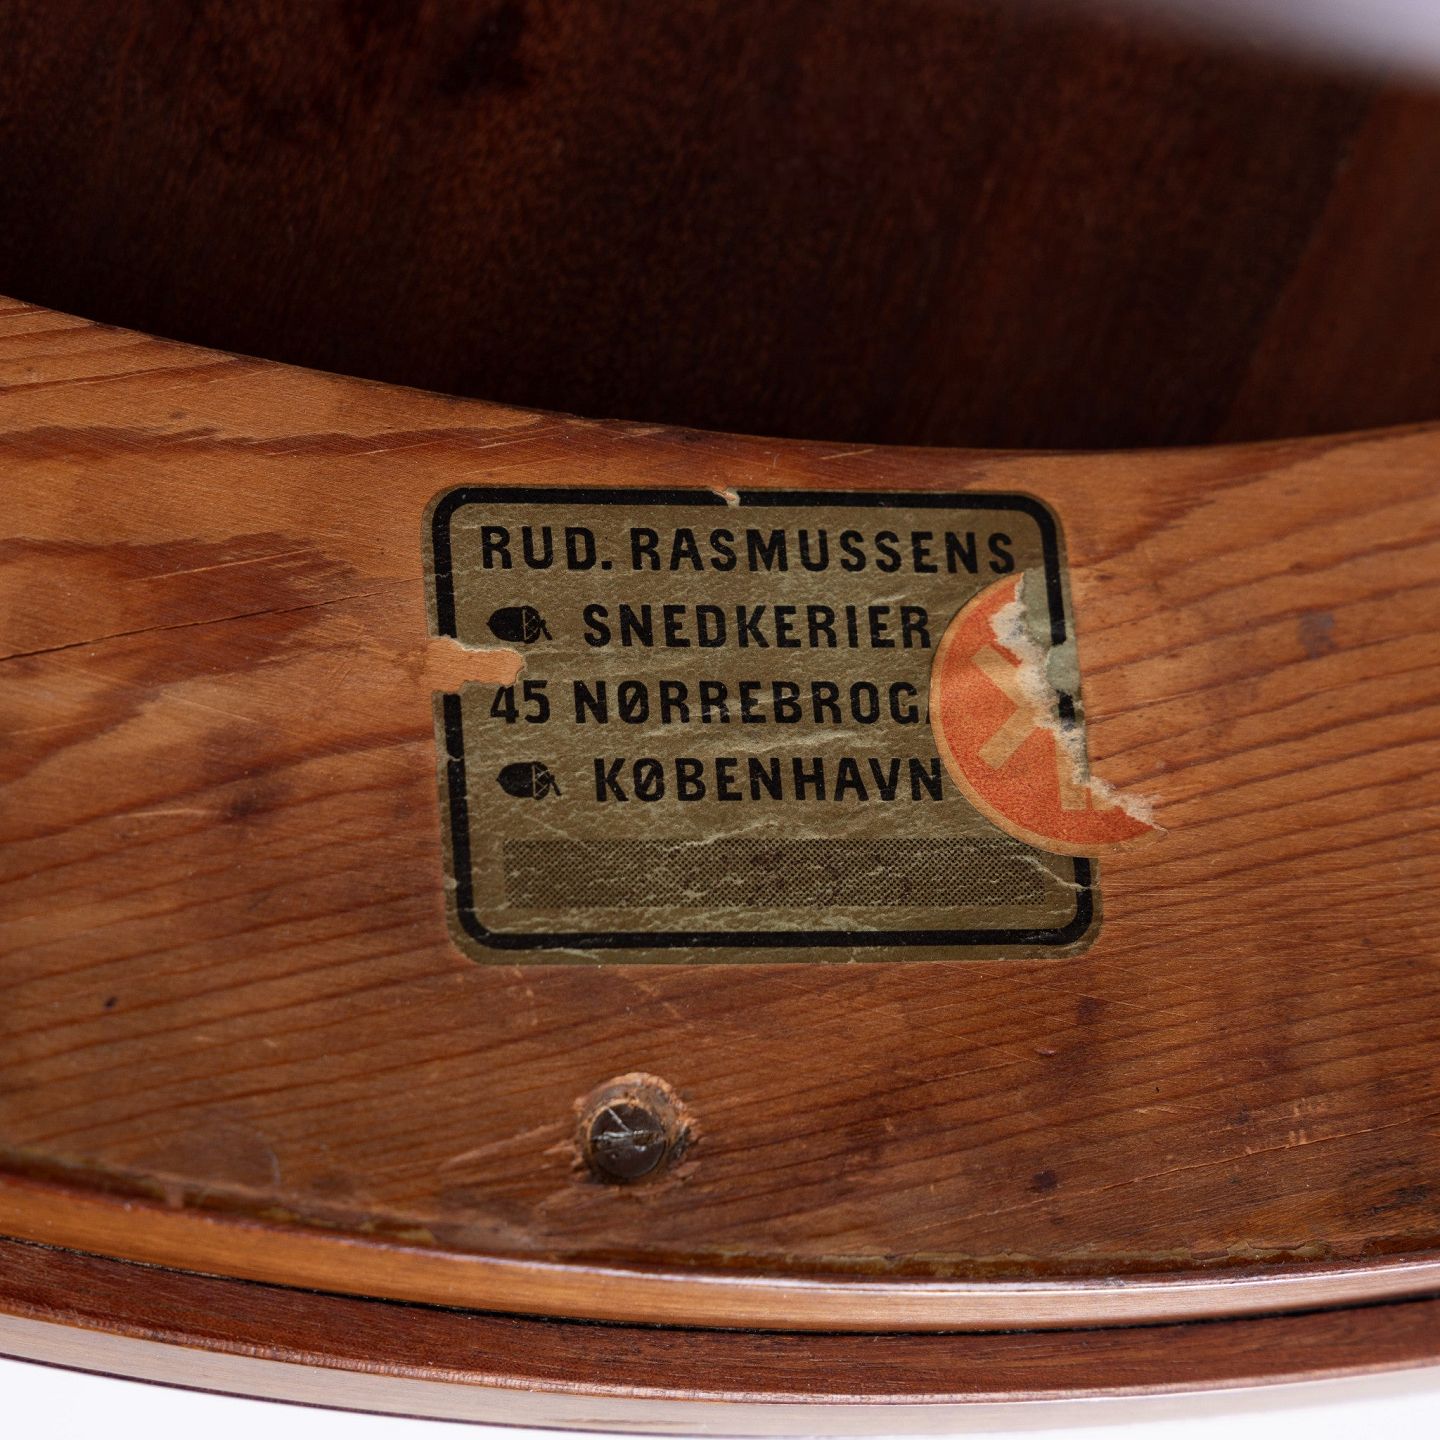 RUD. RASMUSSENS
SNEDKERIER
45 NØRREBROG
KØBENHAVN